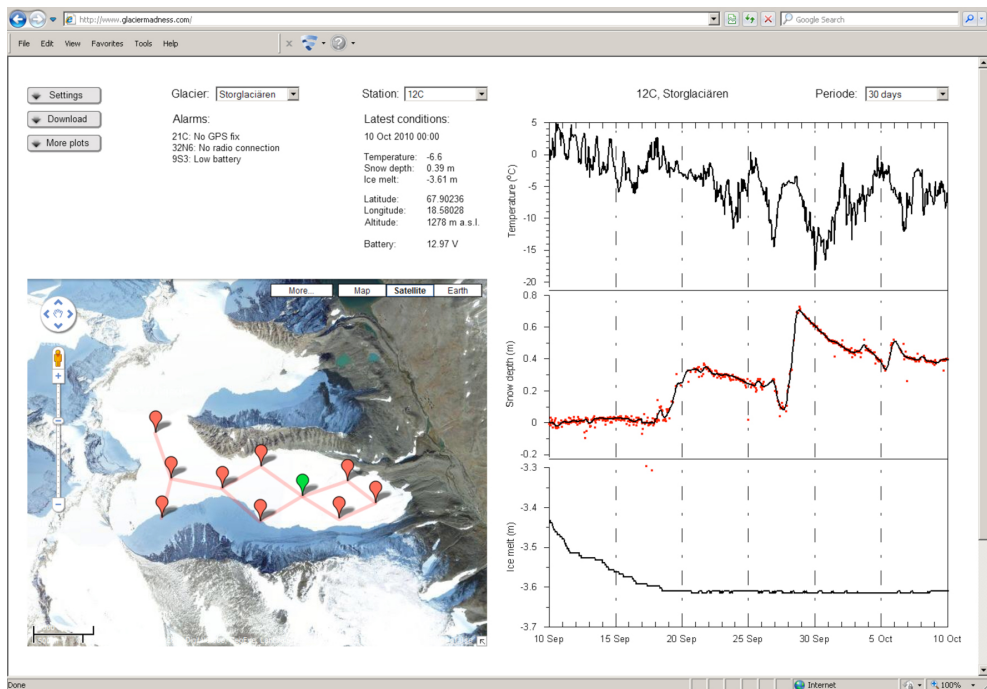 http://www.glaciermadness.com/
Google Search
File Edit View Favorites Tools Help
Settings
Download
More plots
Glacier: Storglaciären
Alarms:
21C: No GPS fix
32N6: No radio connection
9S3: Low battery
Station: 12C
Latest conditions:
10 Oct 2010 00:00
Temperature: -6.6
Snow depth: 0.39 m
Ice melt: -3.61 m
Latitude: 67.90236
Longitude: 18.58028
Altitude: 1278 m a.s.l.
Battery: 12.97 V
More... Map Satellite Earth
12C, Storglaciären
Periode: 30 days
Temperature (°C)
5
0
-5
-10
-15
-20
Snow depth (m)
0.8
0.6
0.4
0.2
0
-0.2
Ice melt (m)
-3.3
-3.4
-3.5
-3.6
-3.7
10 Sep 15 Sep 20 Sep 25 Sep 30 Sep 5 Oct 10 Oct
Done
Internet
100%